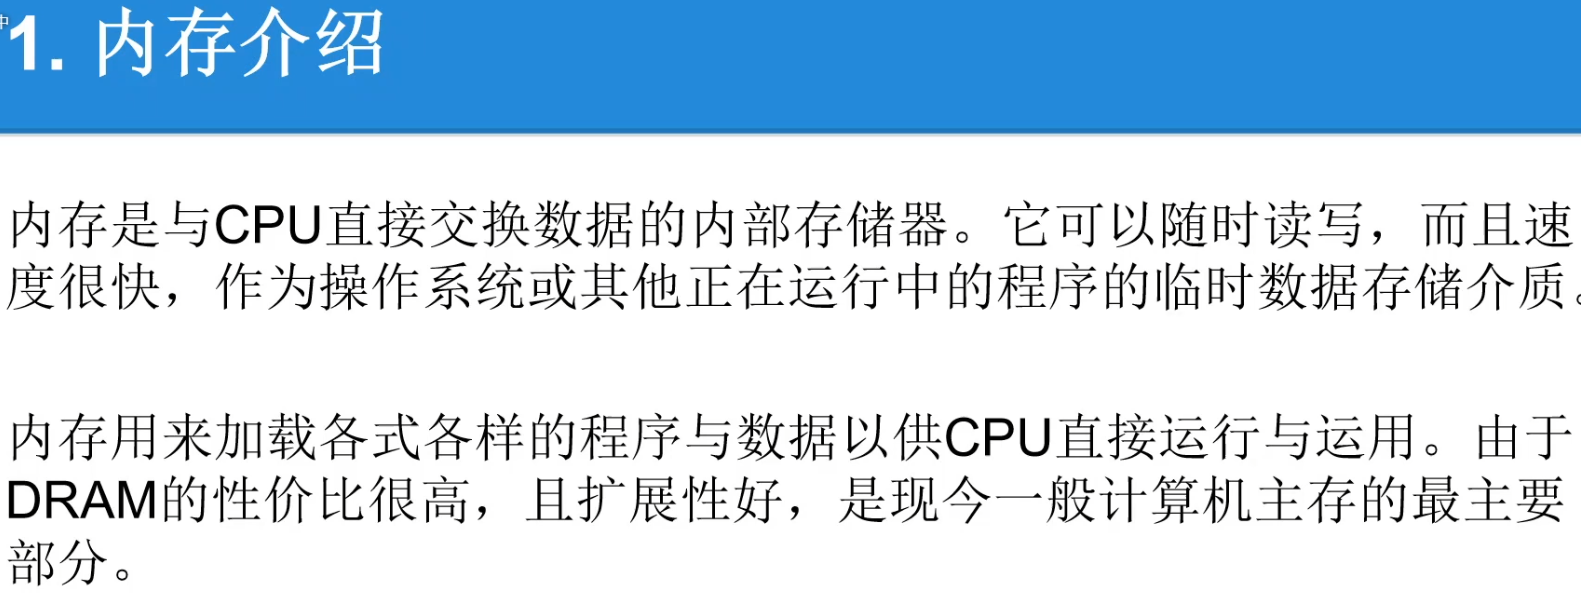 中
1. 内存介绍
内存是与CPU直接交换数据的内部存储器。它可以随时读写，而且速
度很快，作为操作系统或其他正在运行中的程序的临时数据存储介质。
内存用来加载各式各样的程序与数据以供CPU直接运行与运用。由于
DRAM的性价比很高，且扩展性好，是现今一般计算机主存的最主要
部分。